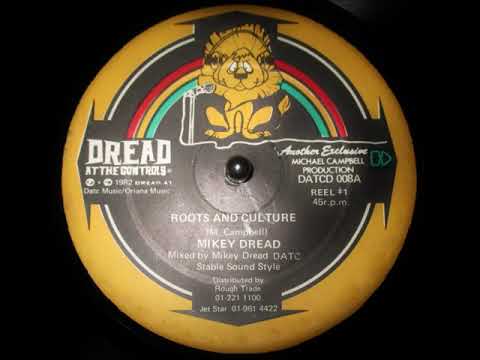 DREAD
AT THE CONTROLS
℗ • © 1982 DREAD AT
Datc Music/Oriana Music
Another Exclusive
MICHAEL CAMPBELL
PRODUCTION
DATCD 008A
REEL #1
45r.p.m.
ROOTS AND CULTURE
(M. Campbell)
MIKEY DREAD
Mixed by Mikey Dread DATC
Stable Sound Style
Distributed by
Rough Trade
01-221 1100
Jet Star 01-961 4422